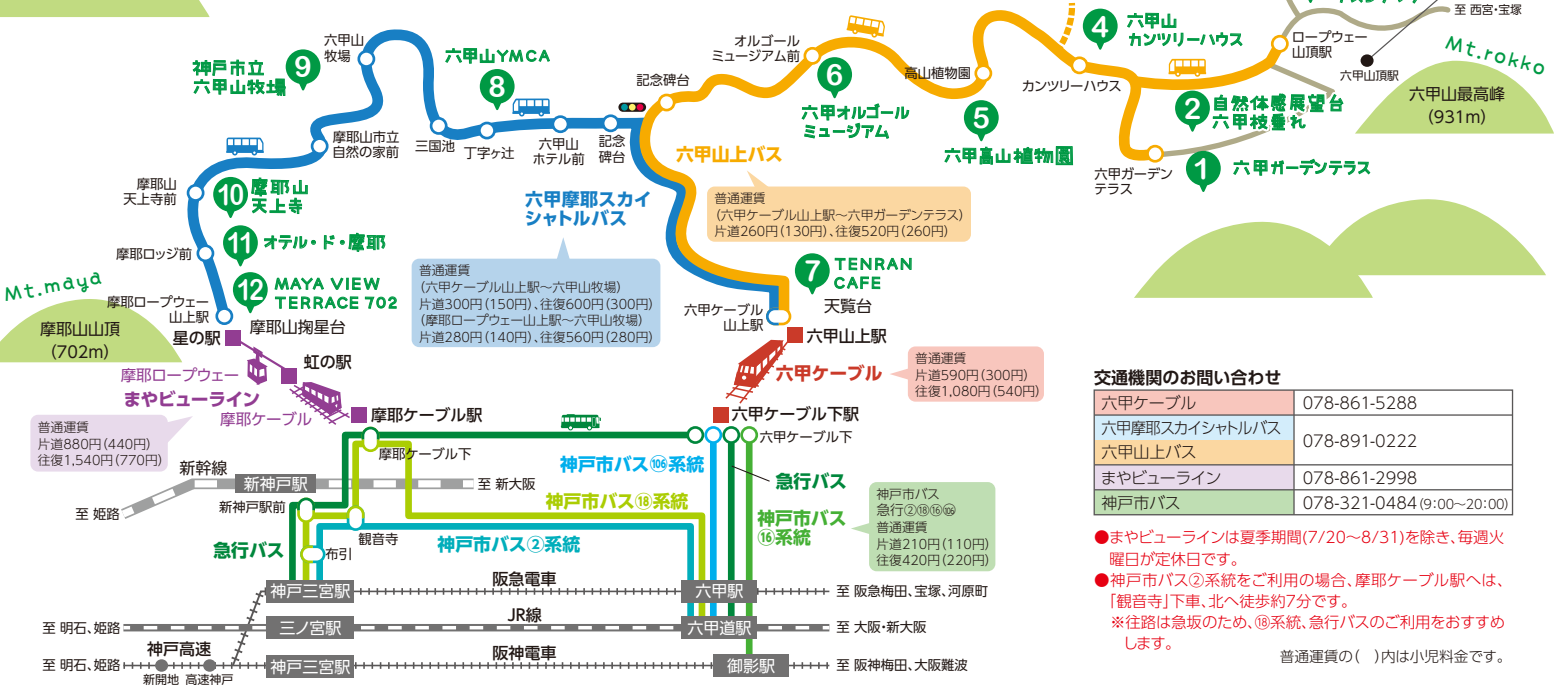 至 西宮・宝塚
Mt.rokko
六甲山最高峰
(931m)
六甲山頂駅
ロープウェー
山頂駅
4
六甲山
カンツリーハウス
カンツリーハウス
2
自然体感展望台
六甲枝垂れ
1
六甲ガーデンテラス
六甲ガーデン
テラス
高山植物園
5
六甲高山植物園
オルゴール
ミュージアム前
6
六甲オルゴール
ミュージアム
記念碑台
六甲山上バス
普通運賃
(六甲ケーブル山上駅〜六甲ガーデンテラス)
片道260円(130円)、往復520円(260円)
六甲山
牧場
9
神戸市立
六甲山牧場
六甲山YMCA
8
三国池
丁字ヶ辻
六甲山
ホテル前
記念
碑台
摩耶山市立
自然の家前
摩耶山
天上寺前
10
摩耶山
天上寺
摩耶ロッジ前
11
オテル・ド・摩耶
12
MAYA VIEW
TERRACE 702
摩耶ロープウェー
山上駅
Mt.maya
摩耶山山頂
(702m)
星の駅
摩耶山掬星台
六甲摩耶スカイ
シャトルバス
普通運賃
(六甲ケーブル山上駅〜六甲山牧場)
片道300円(150円)、往復600円(300円)
(摩耶ロープウェー山上駅〜六甲山牧場)
片道280円(140円)、往復560円(280円)
7
TENRAN
CAFE
天覧台
六甲ケーブル
山上駅
六甲山上駅
六甲ケーブル
普通運賃
片道590円(300円)
往復1,080円(540円)
虹の駅
摩耶ロープウェー
まやビューライン
摩耶ケーブル
普通運賃
片道880円(440円)
往復1,540円(770円)
摩耶ケーブル駅
摩耶ケーブル下
六甲ケーブル下駅
六甲ケーブル下
新幹線
新神戸駅
至 新大阪
至 姫路
新神戸駅前
観音寺
布引
急行バス
神戸市バス⑩⁶系統
神戸市バス⑱系統
神戸市バス②系統
急行バス
神戸市バス
⑯系統
神戸市バス
急行②⑱⑯106
普通運賃
片道210円(110円)
往復420円(220円)
神戸三宮駅
阪急電車
六甲駅
至 阪急梅田、宝塚、河原町
至 明石、姫路
三ノ宮駅
JR線
六甲道駅
至 大阪・新大阪
神戸高速
至 明石、姫路
新開地
高速神戸
神戸三宮駅
阪神電車
御影駅
至 阪神梅田、大阪難波
交通機関のお問い合わせ
六甲ケーブル 078-861-5288
六甲摩耶スカイシャトルバス 078-891-0222
六甲山上バス
まやビューライン 078-861-2998
神戸市バス 078-321-0484(9:00〜20:00)
●まやビューラインは夏季期間(7/20〜8/31)を除き、毎週火
曜日が定休日です。
●神戸市バス②系統をご利用の場合、摩耶ケーブル駅へは、
「観音寺」下車、北へ徒歩約7分です。
※往路は急坂のため、⑱系統、急行バスのご利用をおすすめ
します。
普通運賃の( )内は小児料金です。